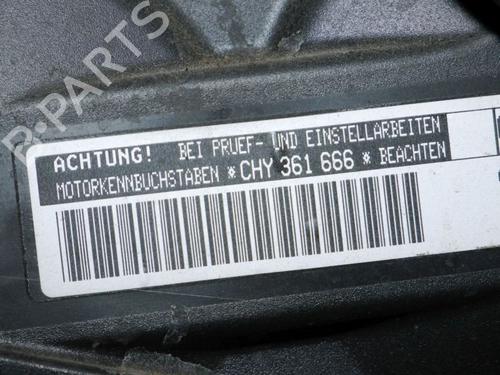 B-PARTS
ACHTUNG! BEI PRUEF- UND EINSTELLARBEITEN
MOTORKENNBUCHSTABEN *CHY 361 666* BEACHTEN